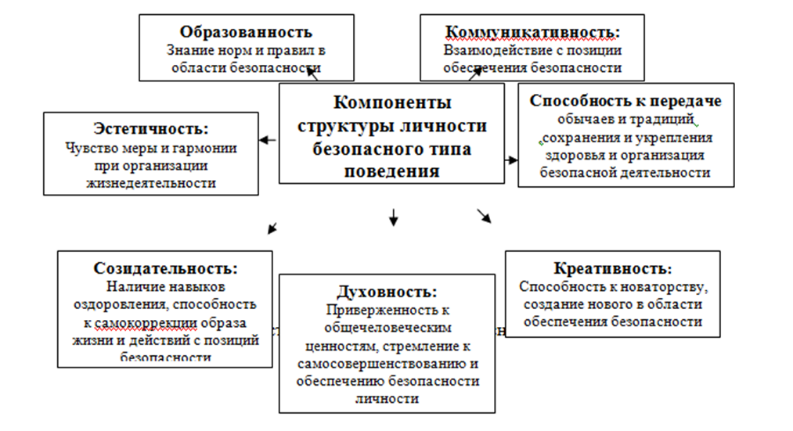 Образованность
Знание норм и правил в
области безопасности
Коммуникативность:
Взаимодействие с позиции
обеспечения безопасности
Компоненты
структуры личности
безопасного типа
поведения
Способность к передаче
обычаев и традиций,
сохранения и укрепления
здоровья и организация
безопасной деятельности
Эстетичность:
Чувство меры и гармонии
при организации
жизнедеятельности
Созидательность:
Наличие навыков
оздоровления, способность
к самокоррекции образа
жизни и действий с позиций
безопасности
Духовность:
Приверженность к
общечеловеческим
ценностям, стремление к
самосовершенствованию и
обеспечению безопасности
личности
Креативность:
Способность к новаторству,
создание нового в области
обеспечения безопасности